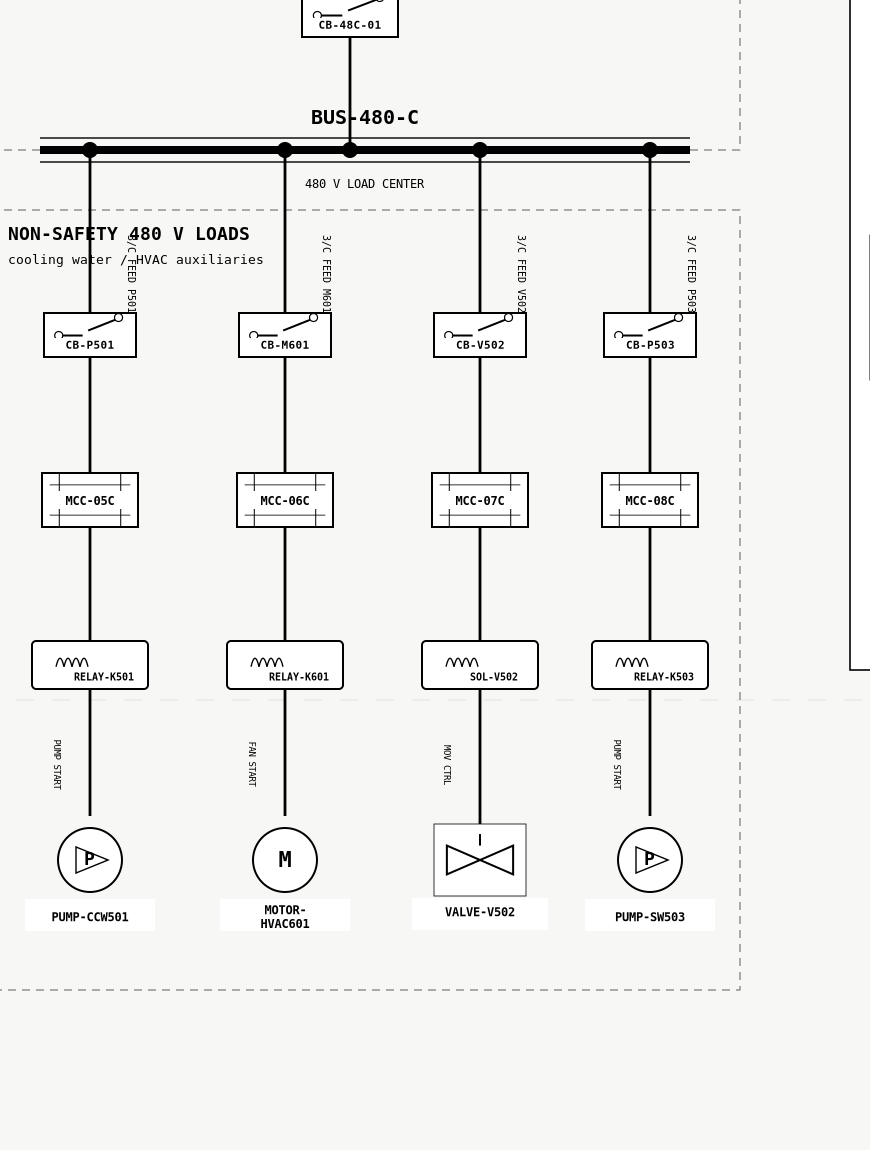 CB-48C-01
BUS-480-C
480 V LOAD CENTER
NON-SAFETY 480 V LOADS
cooling water / HVAC auxiliaries
3/C FEED P501
3/C FEED M601
3/C FEED V502
3/C FEED P503
CB-P501
CB-M601
CB-V502
CB-P503
MCC-05C
MCC-06C
MCC-07C
MCC-08C
RELAY-K501
RELAY-K601
SOL-V502
RELAY-K503
PUMP START
FAN START
MOV CTRL
PUMP START
P
M
P
PUMP-CCW501
MOTOR-
HVAC601
VALVE-V502
PUMP-SW503